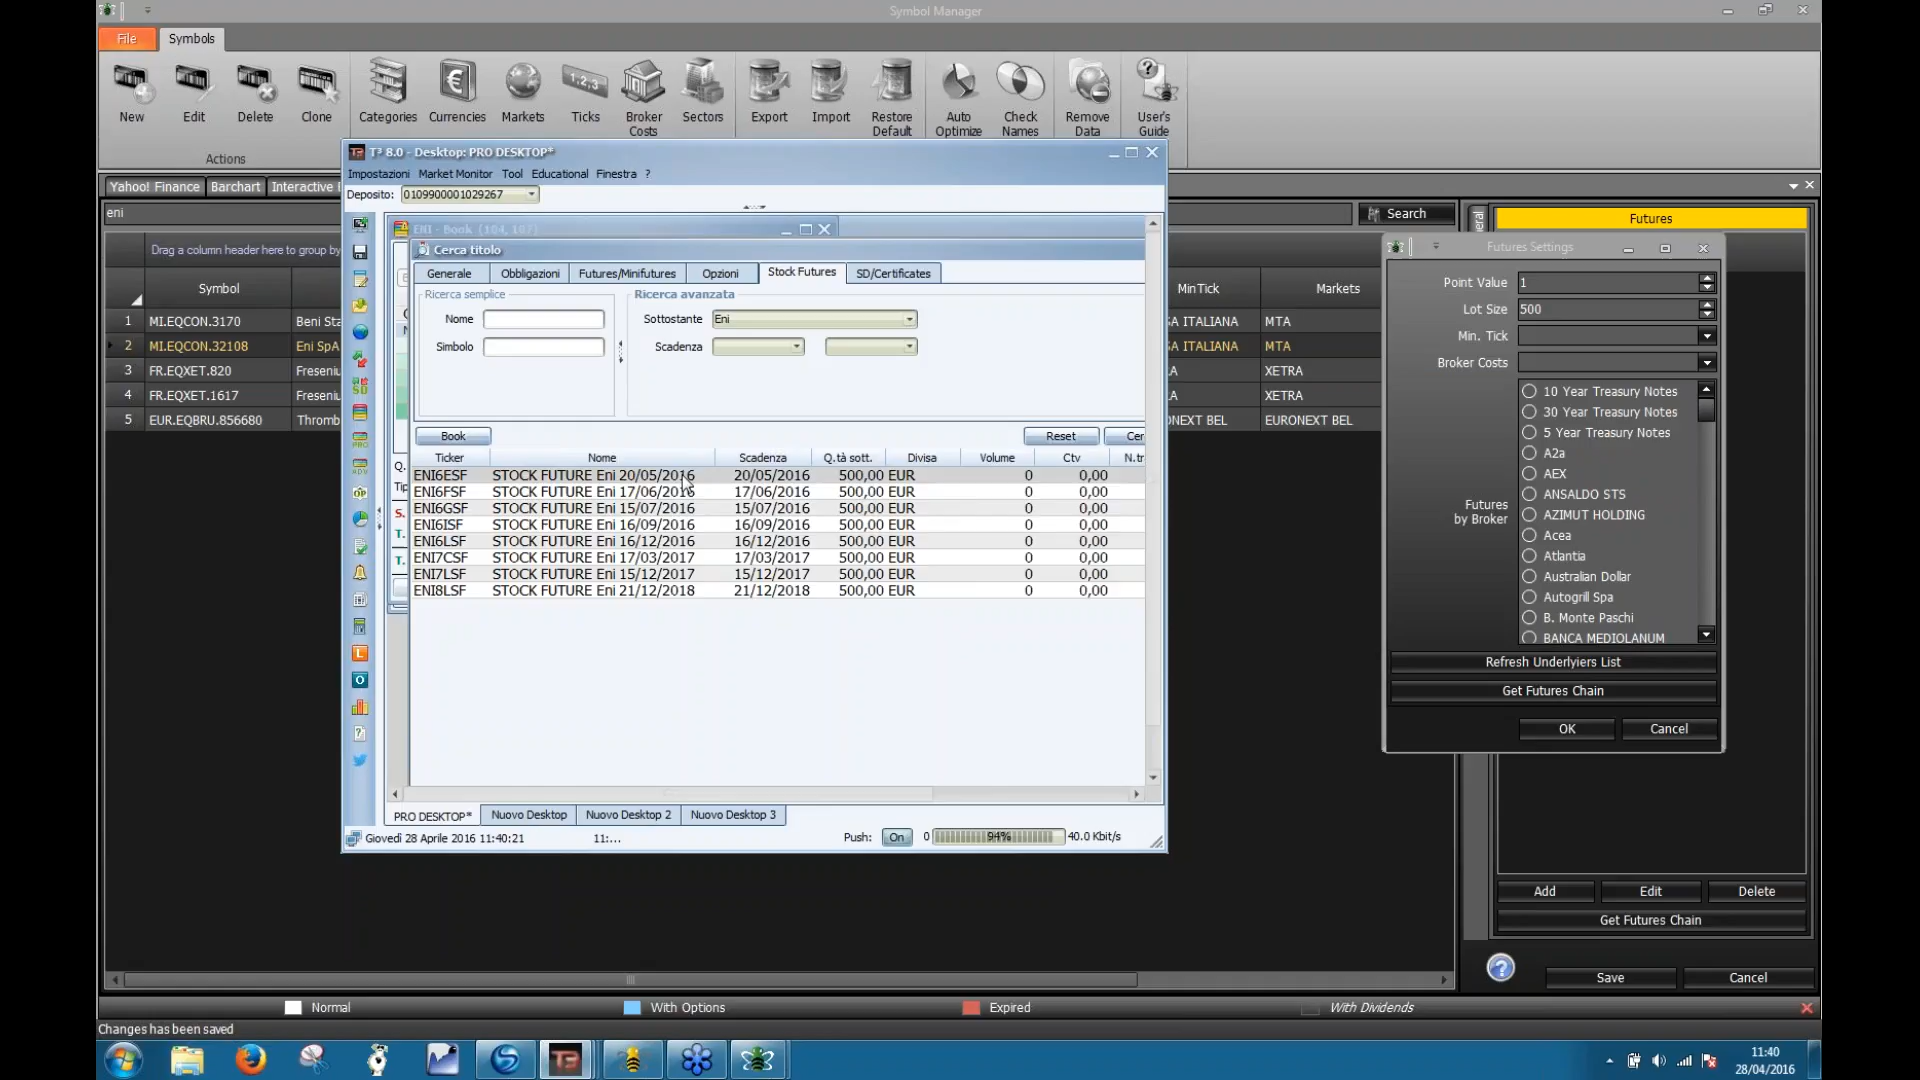 Symbol Manager
File Symbols
New Edit Delete Clone Categories Currencies Markets Ticks Broker Costs Sectors Export Import Restore Default Auto Optimize Check Names Remove Data User's Guide
Actions
T³ 8.0 - Desktop: PRO DESKTOP*
Impostazioni Market Monitor Tool Educational Finestra ?
Deposito: 0109900001029267
Yahoo! Finance Barchart Interactive
eni
Search
Drag a column header here to group by
Symbol MinTick Markets
1 MI.EQCON.3170 Beni Sta SA ITALIANA MTA
2 MI.EQCON.32108 Eni SpA SA ITALIANA MTA
3 FR.EQXET.820 Freseniu A XETRA
4 FR.EQXET.1617 Freseniu A XETRA
5 EUR.EQBRU.856680 Thromb ONEXT BEL EURONEXT BEL
ENI - Book (104, 107)
Cerca titolo
Generale Obbligazioni Futures/Minifutures Opzioni Stock Futures SD/Certificates
Ricerca semplice Ricerca avanzata
Nome Sottostante Eni
Simbolo Scadenza
Book Reset Cer
Ticker Nome Scadenza Q.tà sott. Divisa Volume Ctv N.tr
ENI6ESF STOCK FUTURE Eni 20/05/2016 20/05/2016 500,00 EUR 0 0,00
ENI6FSF STOCK FUTURE Eni 17/06/2016 17/06/2016 500,00 EUR 0 0,00
ENI6GSF STOCK FUTURE Eni 15/07/2016 15/07/2016 500,00 EUR 0 0,00
ENI6ISF STOCK FUTURE Eni 16/09/2016 16/09/2016 500,00 EUR 0 0,00
ENI6LSF STOCK FUTURE Eni 16/12/2016 16/12/2016 500,00 EUR 0 0,00
ENI7CSF STOCK FUTURE Eni 17/03/2017 17/03/2017 500,00 EUR 0 0,00
ENI7LSF STOCK FUTURE Eni 15/12/2017 15/12/2017 500,00 EUR 0 0,00
ENI8LSF STOCK FUTURE Eni 21/12/2018 21/12/2018 500,00 EUR 0 0,00
PRO DESKTOP* Nuovo Desktop Nuovo Desktop 2 Nuovo Desktop 3
Giovedì 28 Aprile 2016 11:40:21 11:... Push: On 0 94% 40.0 Kbit/s
Futures
Futures Settings
Point Value 1
Lot Size 500
Min. Tick
Broker Costs
Futures by Broker
10 Year Treasury Notes
30 Year Treasury Notes
5 Year Treasury Notes
A2a
AEX
ANSALDO STS
AZIMUT HOLDING
Acea
Atlantia
Australian Dollar
Autogrill Spa
B. Monte Paschi
BANCA MEDIOLANUM
Refresh Underlyiers List
Get Futures Chain
OK Cancel
Add Edit Delete
Get Futures Chain
Save Cancel
Normal With Options Expired With Dividends
Changes has been saved
11:40
28/04/2016